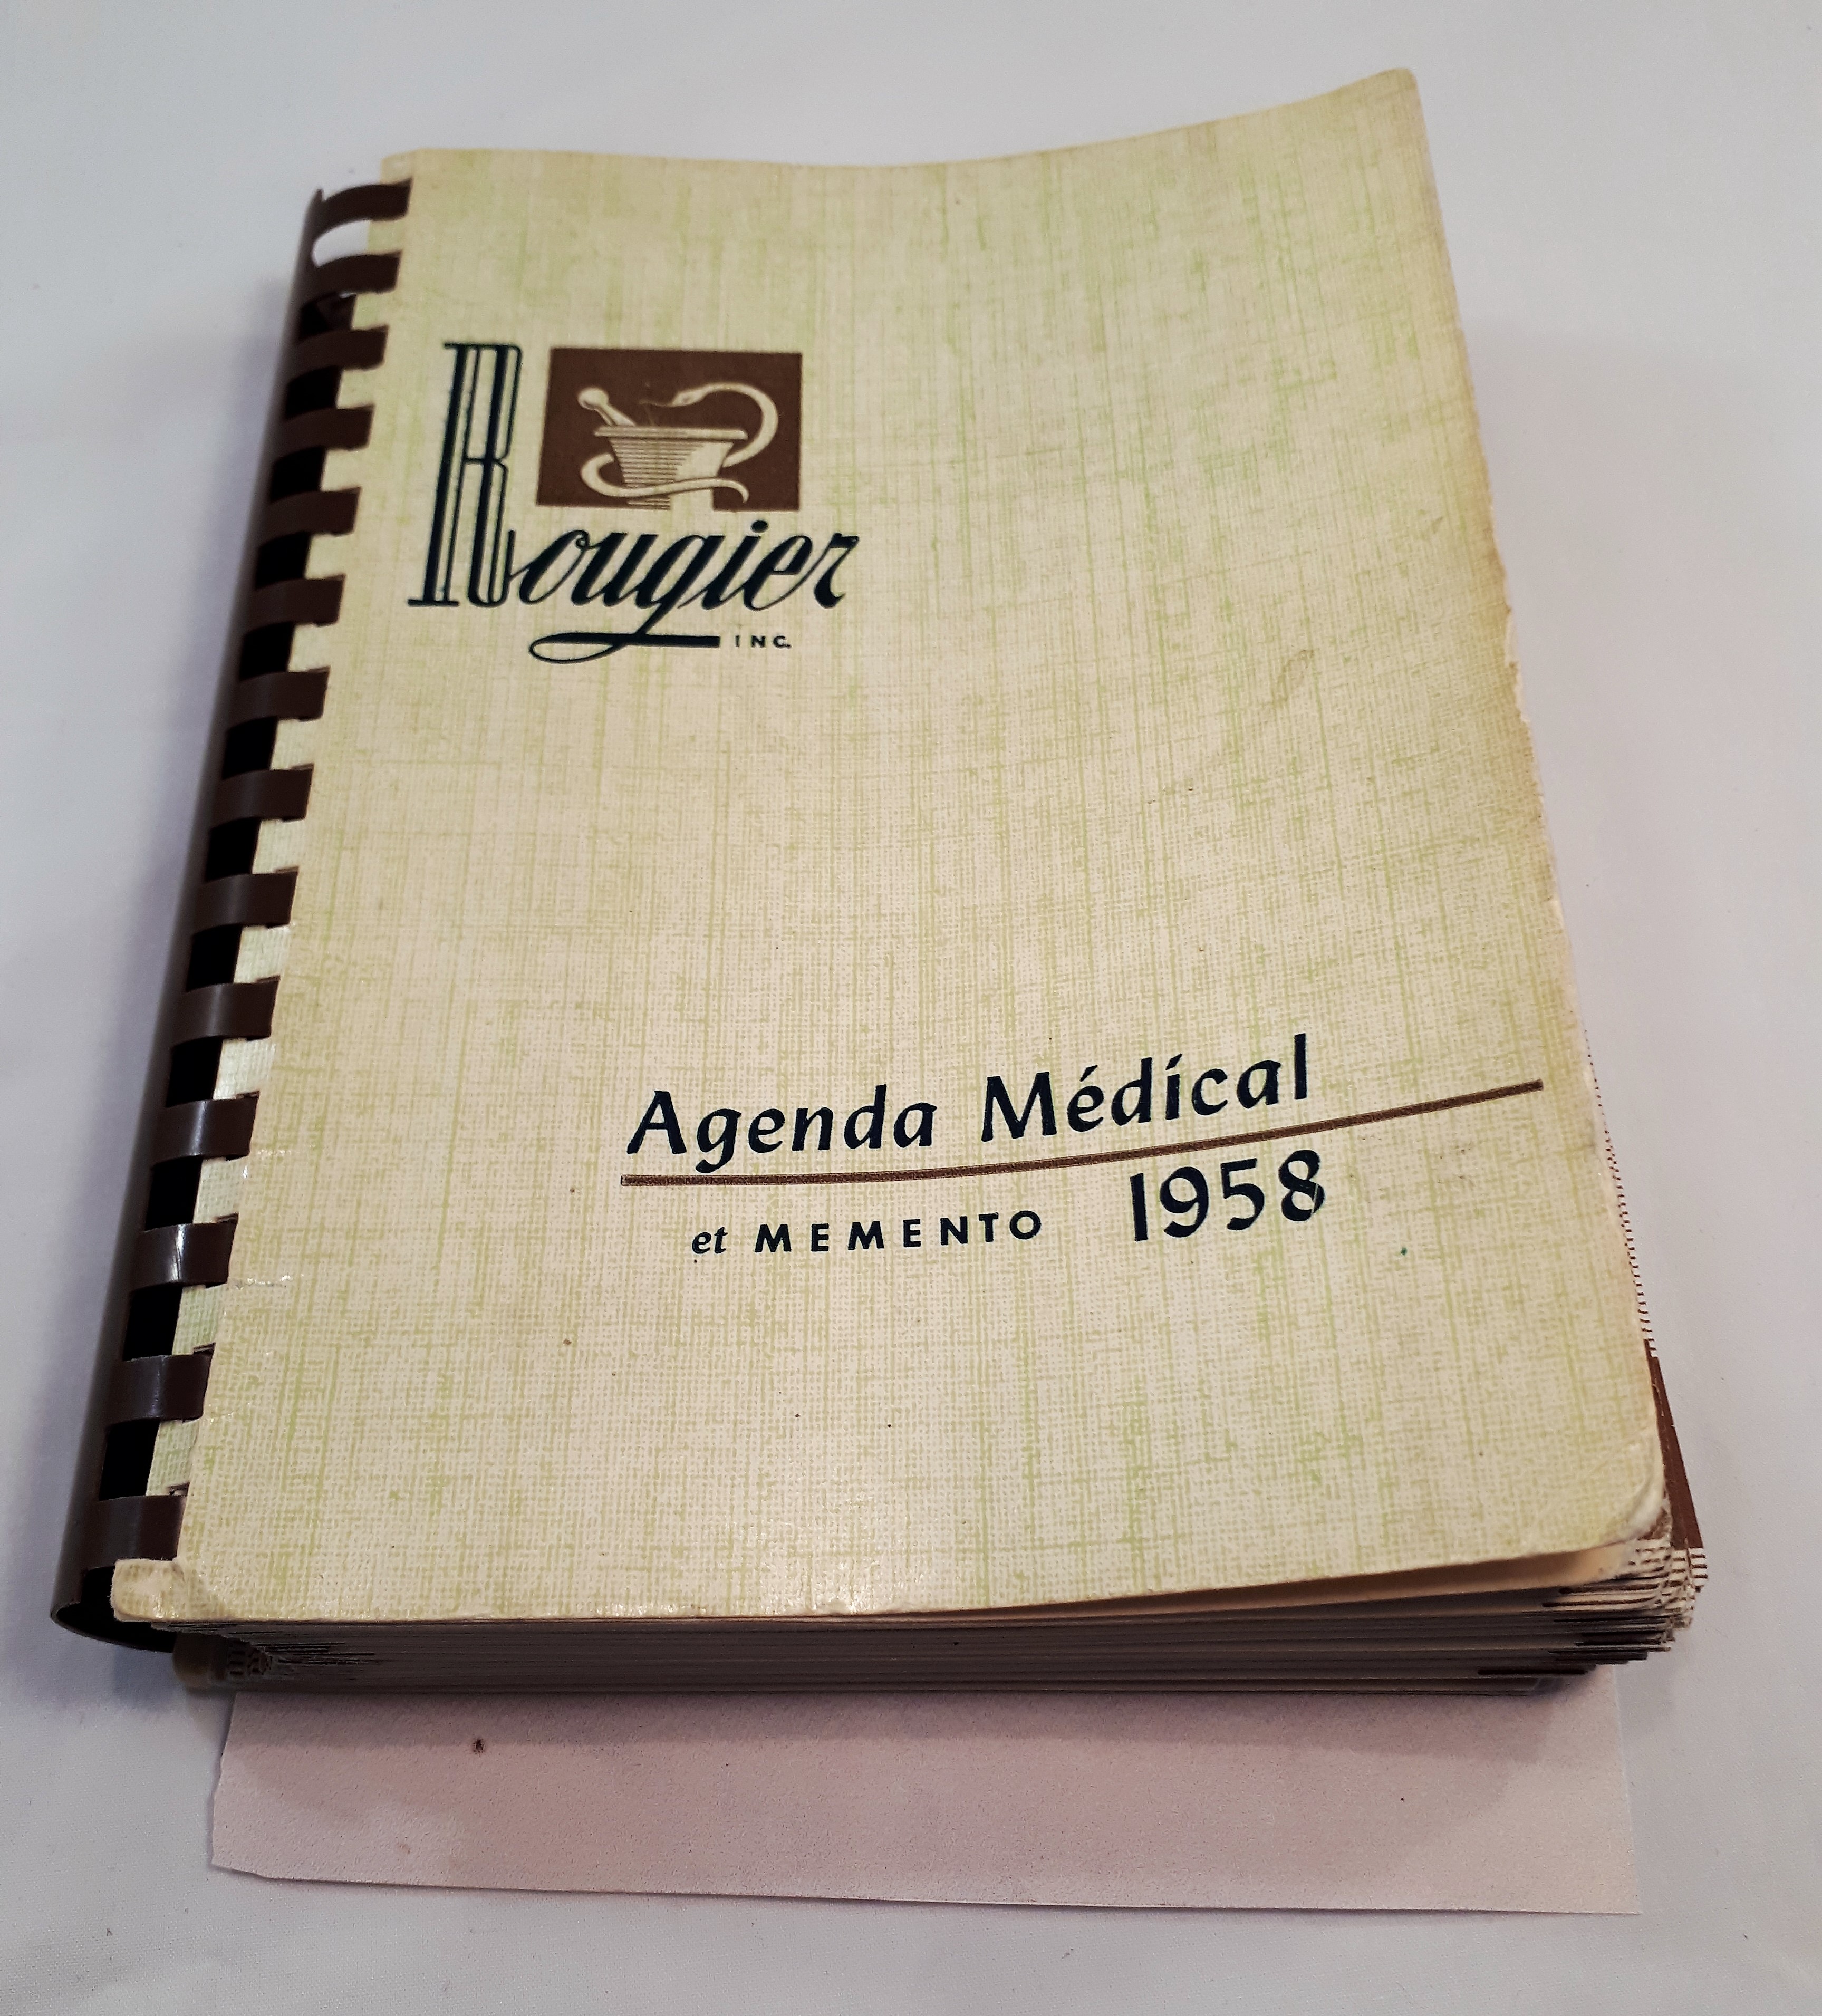 Rougier
INC.
Agenda Médical
et MEMENTO 1958